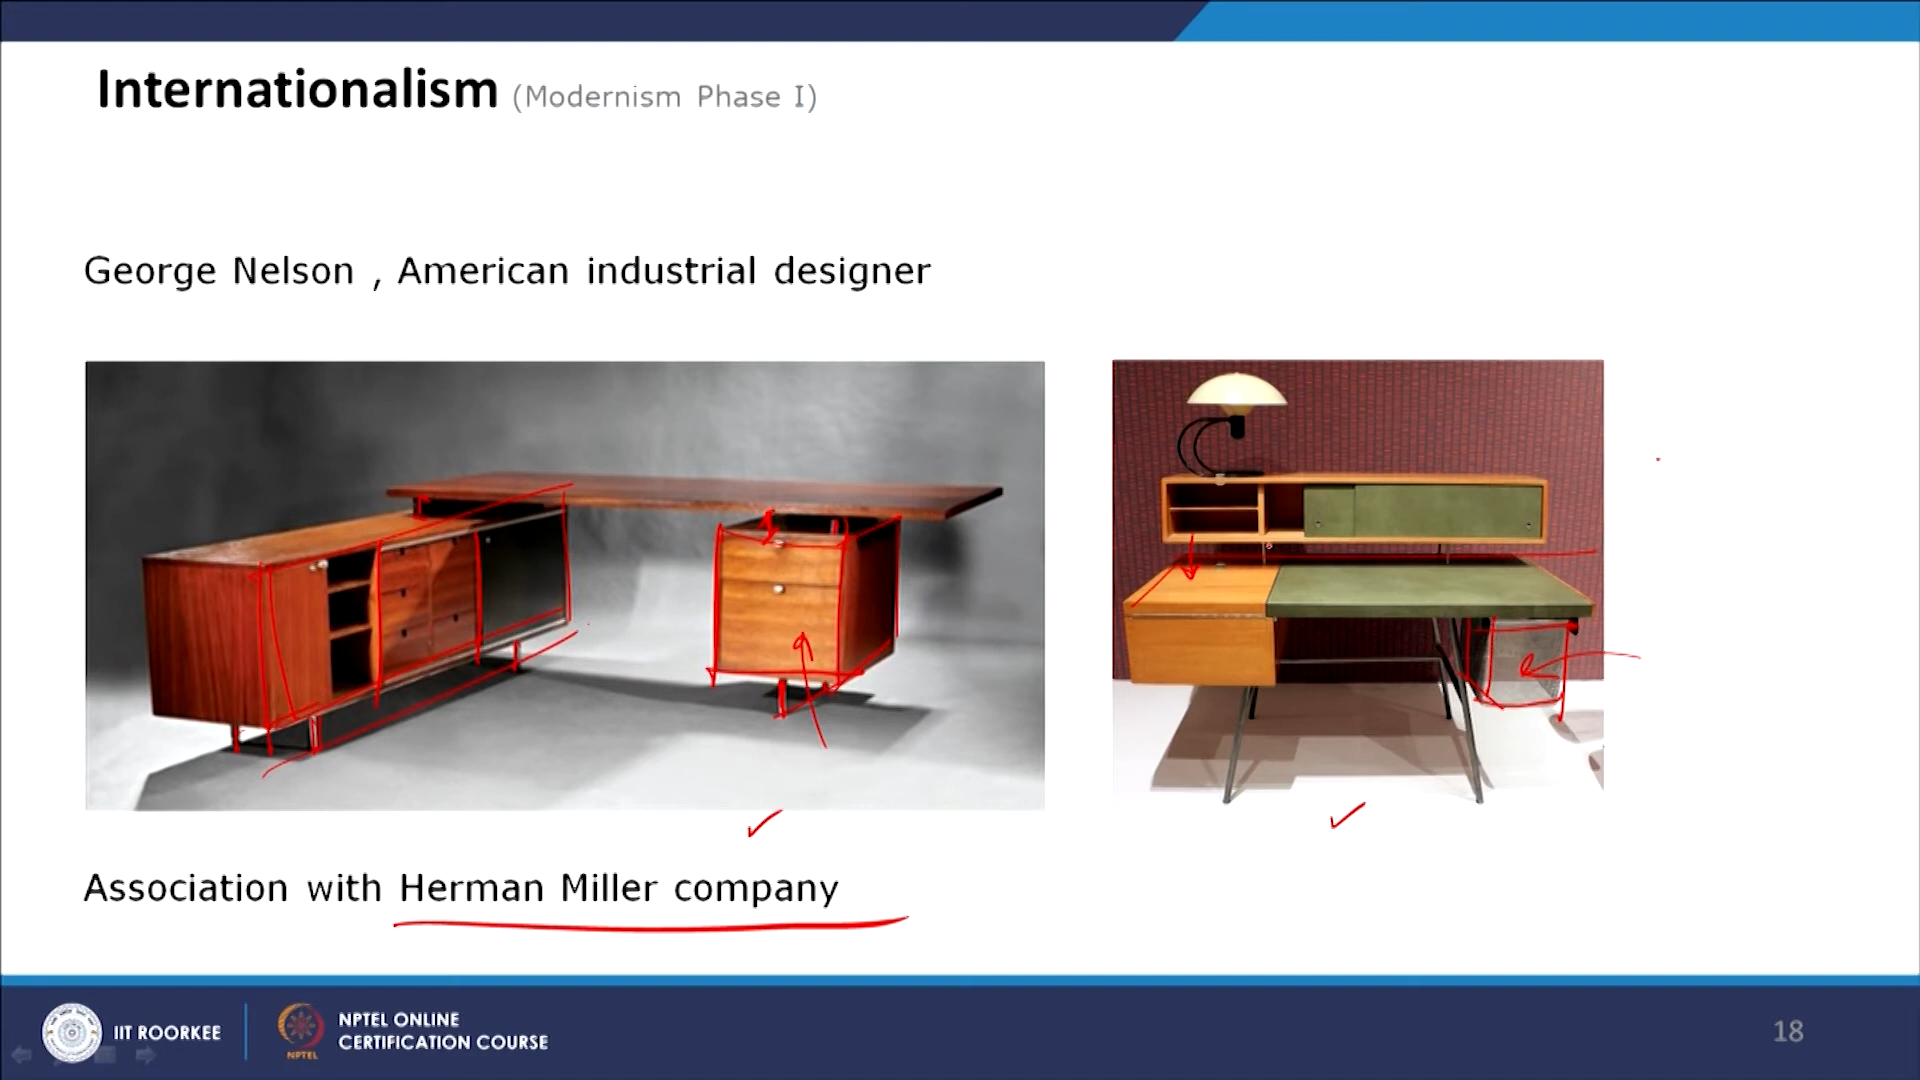 Internationalism (Modernism Phase I)
George Nelson , American industrial designer
Association with Herman Miller company
IIT ROORKEE
NPTEL
NPTEL ONLINE
CERTIFICATION COURSE
18